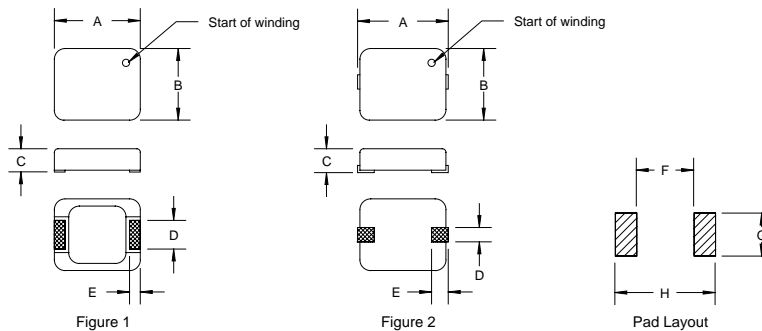 A
Start of winding
B
C
D
E
Figure 1
A
Start of winding
B
C
D
E
Figure 2
F
G
H
Pad Layout